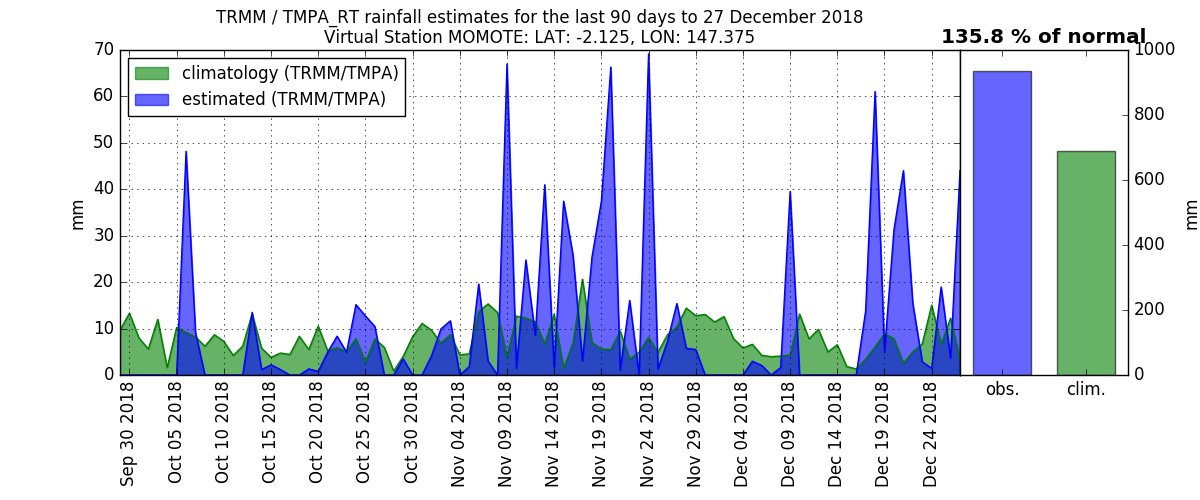 TRMM / TMPA_RT rainfall estimates for the last 90 days to 27 December 2018
Virtual Station MOMOTE: LAT: -2.125, LON: 147.375
135.8 % of normal
climatology (TRMM/TMPA)
estimated (TRMM/TMPA)
mm
70
60
50
40
30
20
10
0
Sep 30 2018
Oct 05 2018
Oct 10 2018
Oct 15 2018
Oct 20 2018
Oct 25 2018
Oct 30 2018
Nov 04 2018
Nov 09 2018
Nov 14 2018
Nov 19 2018
Nov 24 2018
Nov 29 2018
Dec 04 2018
Dec 09 2018
Dec 14 2018
Dec 19 2018
Dec 24 2018
1000
800
600
400
200
0
mm
obs.
clim.